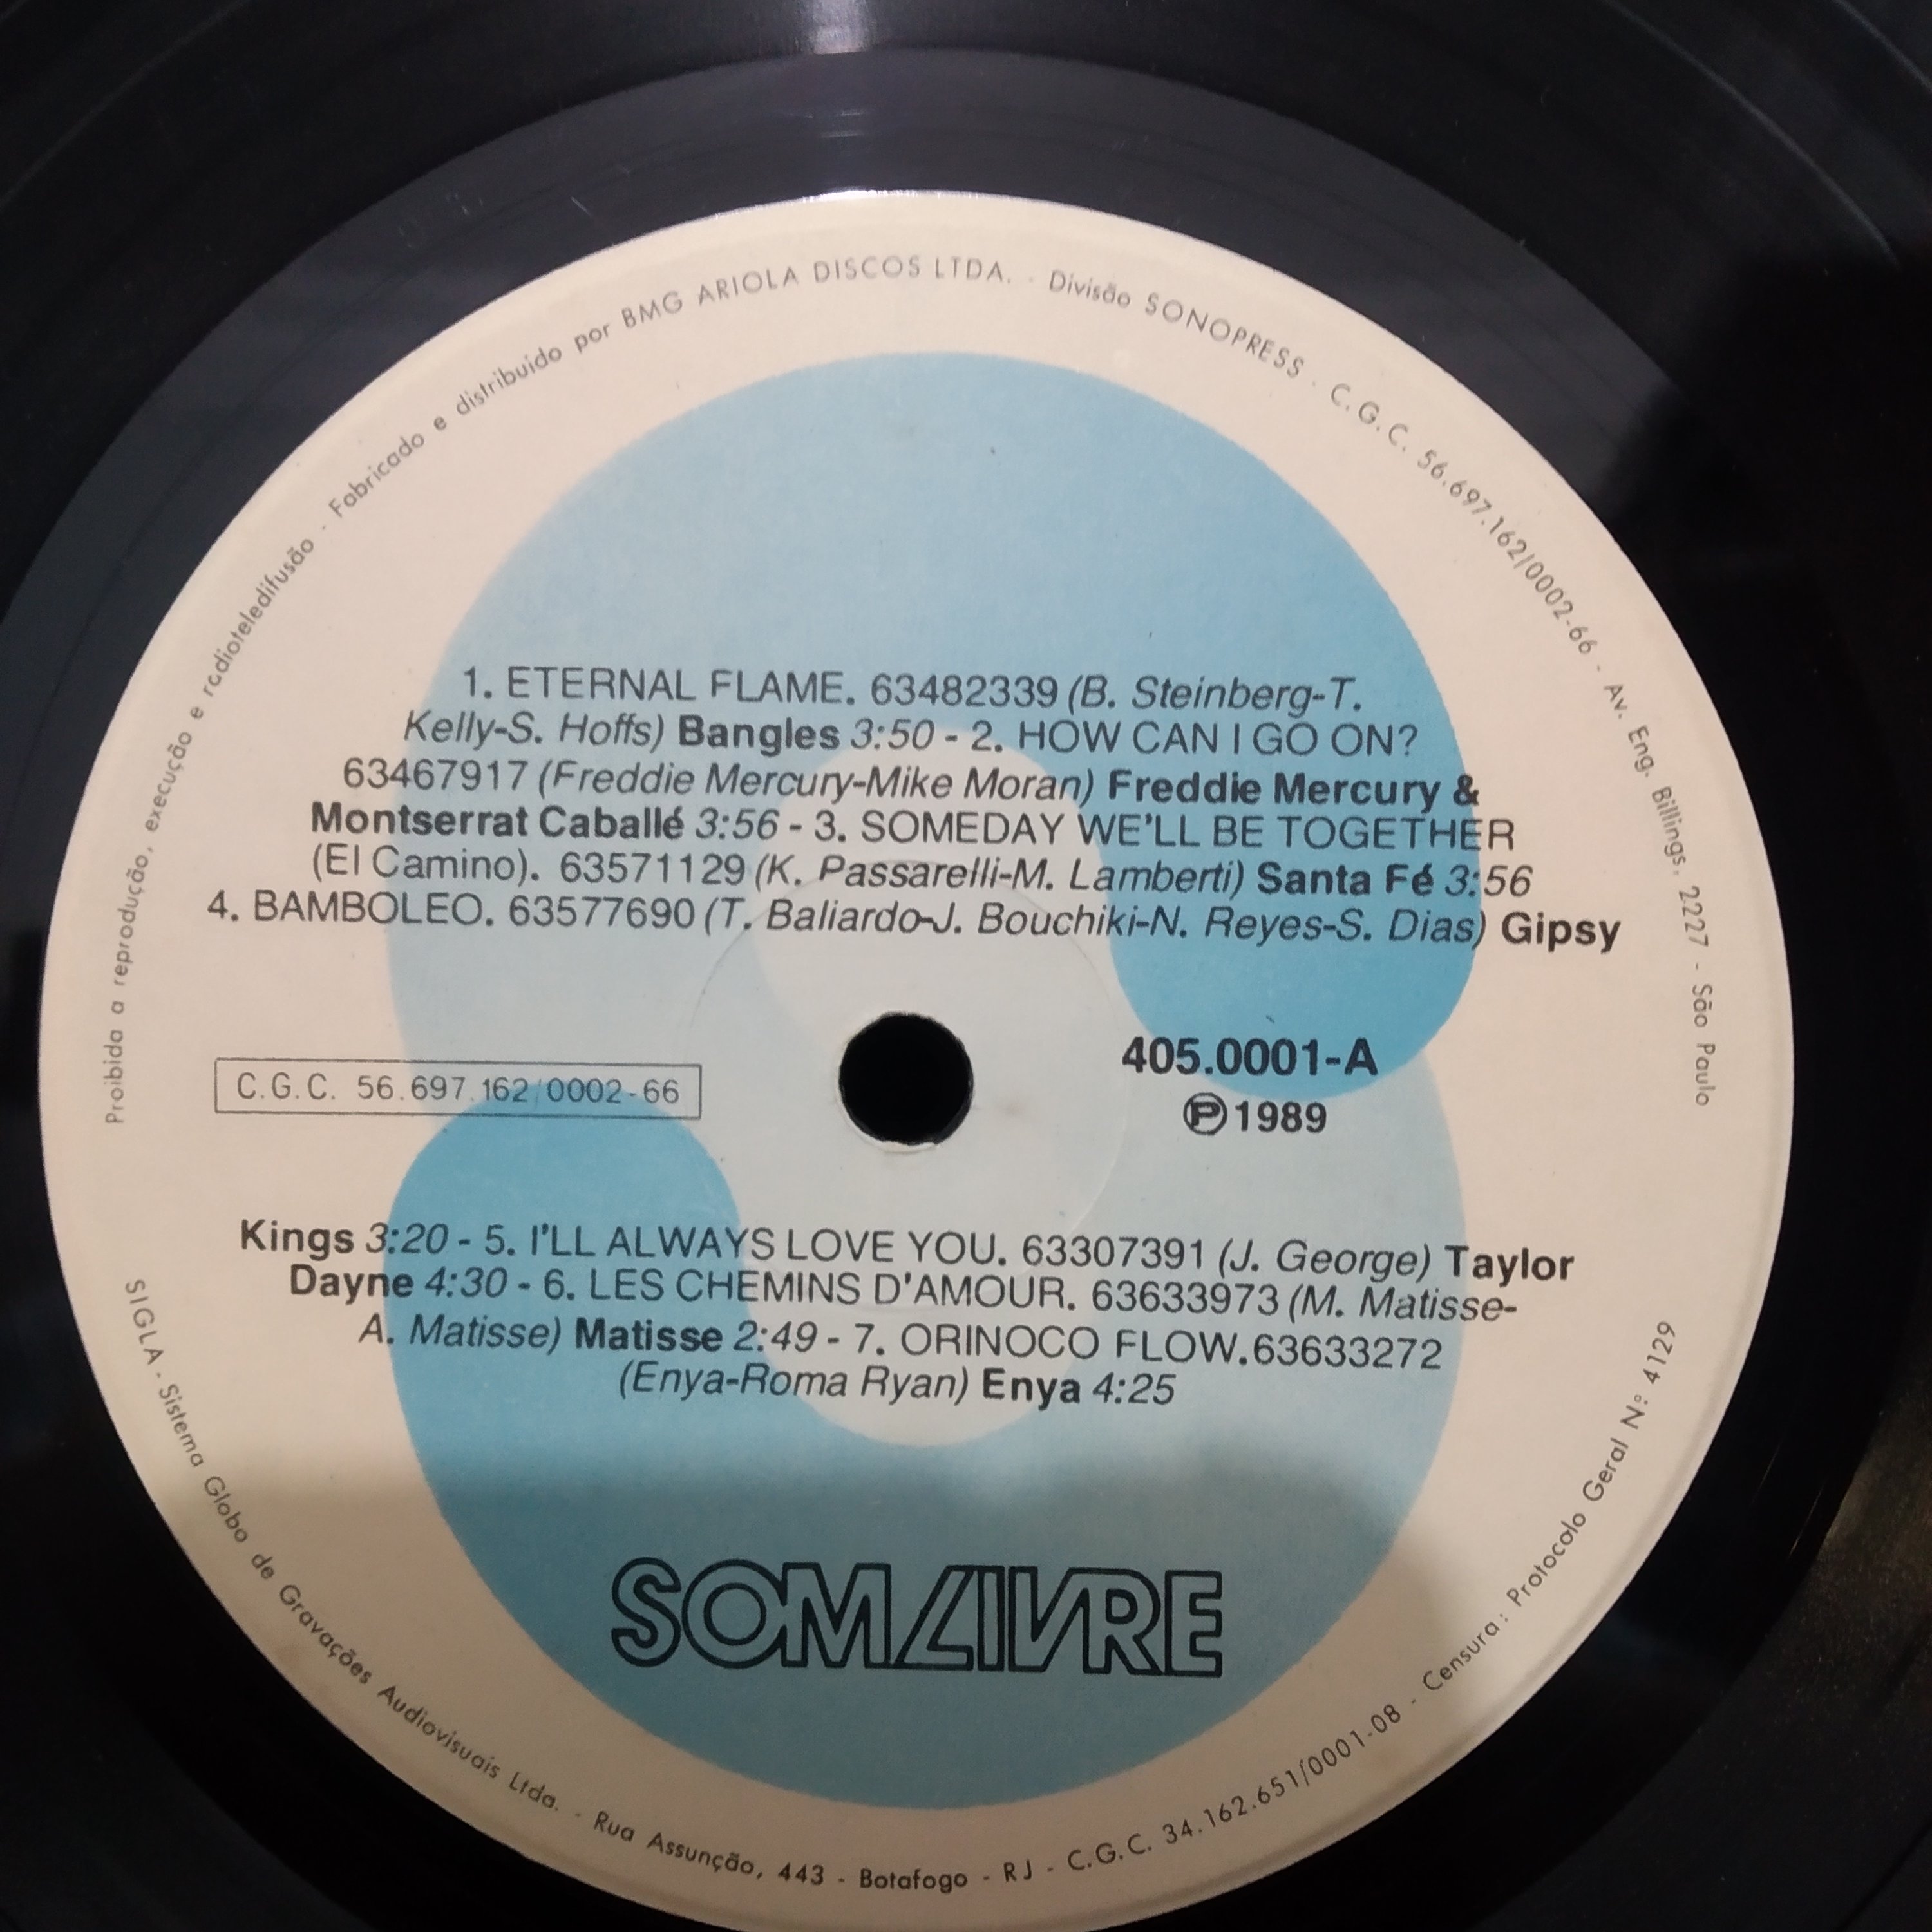 Proibida a reprodução, execução e radioteledifusão - Fabricado e distribuido por BMG ARIOLA DISCOS LTDA. - Divisão SONOPRESS - C.G.C. 56.697.162/0002-66 - Av. Eng. Billings, 2227 - São Paulo
1. ETERNAL FLAME. 63482339 (B. Steinberg-T.
Kelly-S. Hoffs) Bangles 3:50 - 2. HOW CAN I GO ON?
63467917 (Freddie Mercury-Mike Moran) Freddie Mercury &
Montserrat Caballé 3:56 - 3. SOMEDAY WE'LL BE TOGETHER
(El Camino). 63571129 (K. Passarelli-M. Lamberti) Santa Fé 3:56
4. BAMBOLEO. 63577690 (T. Baliardo-J. Bouchiki-N. Reyes-S. Dias) Gipsy
C.G.C. 56.697.162/0002-66
405.0001-A
Ⓟ 1989
Kings 3:20 - 5. I'LL ALWAYS LOVE YOU. 63307391 (J. George) Taylor
Dayne 4:30 - 6. LES CHEMINS D'AMOUR. 63633973 (M. Matisse-
A. Matisse) Matisse 2:49 - 7. ORINOCO FLOW.63633272
(Enya-Roma Ryan) Enya 4:25
SOM LIVRE
SIGLA - Sistema Globo de Gravações Audiovisuais Ltda. - Rua Assunção, 443 - Botafogo - RJ - C.G.C. 34.162.651/0001-08 - Censura: Protocolo Geral Nº 4129